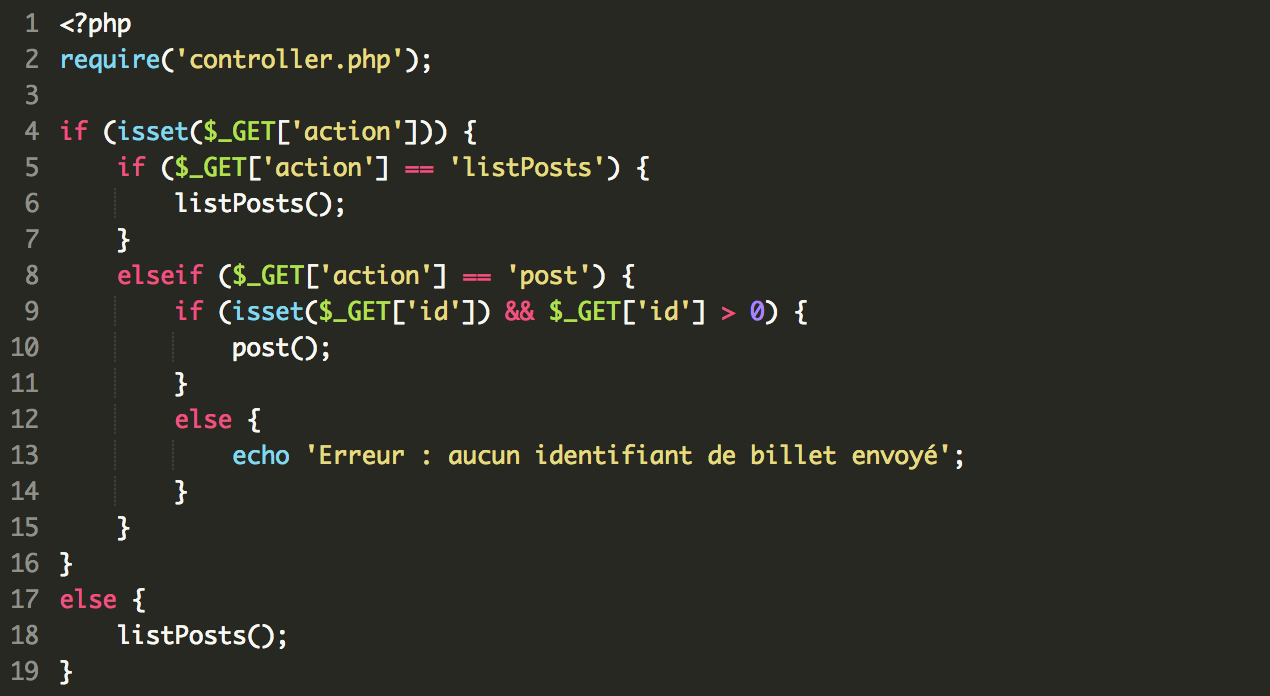 1 <?php
2 require('controller.php');
3
4 if (isset($_GET['action'])) {
5     if ($_GET['action'] == 'listPosts') {
6         listPosts();
7     }
8     elseif ($_GET['action'] == 'post') {
9         if (isset($_GET['id']) && $_GET['id'] > 0) {
10             post();
11         }
12         else {
13             echo 'Erreur : aucun identifiant de billet envoyé';
14         }
15     }
16 }
17 else {
18     listPosts();
19 }